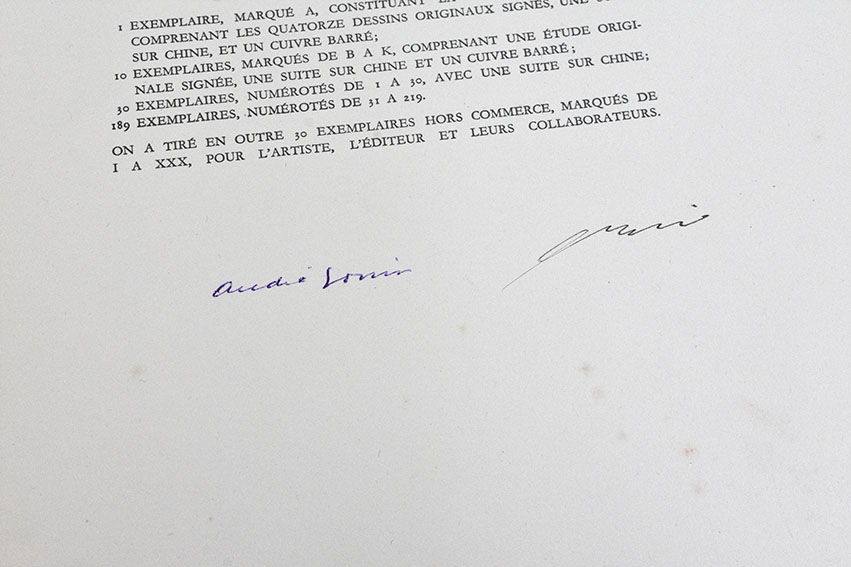 1 EXEMPLAIRE, MARQUÉ A, CONSTITUANT
COMPRENANT LES QUATORZE DESSINS ORIGINAUX SIGNÉS, UNE
SUR CHINE, ET UN CUIVRE BARRÉ;
10 EXEMPLAIRES, MARQUÉS DE B A K, COMPRENANT UNE ÉTUDE ORIGI-
NALE SIGNÉE, UNE SUITE SUR CHINE ET UN CUIVRE BARRÉ;
30 EXEMPLAIRES, NUMÉROTÉS DE 1 A 30, AVEC UNE SUITE SUR CHINE;
189 EXEMPLAIRES, NUMÉROTÉS DE 31 A 219.
ON A TIRÉ EN OUTRE 30 EXEMPLAIRES HORS COMMERCE, MARQUÉS DE
I A XXX, POUR L'ARTISTE, L'ÉDITEUR ET LEURS COLLABORATEURS.
André